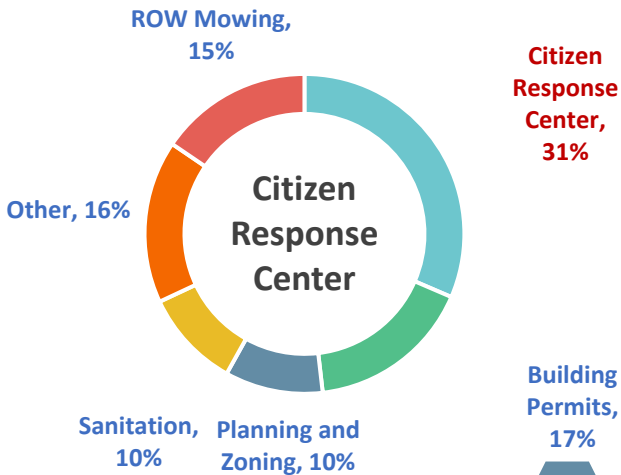 ROW Mowing,
15%
Citizen
Response
Center,
31%
Other, 16%
Citizen
Response
Center
Building
Permits,
17%
Sanitation,
10%
Planning and
Zoning, 10%